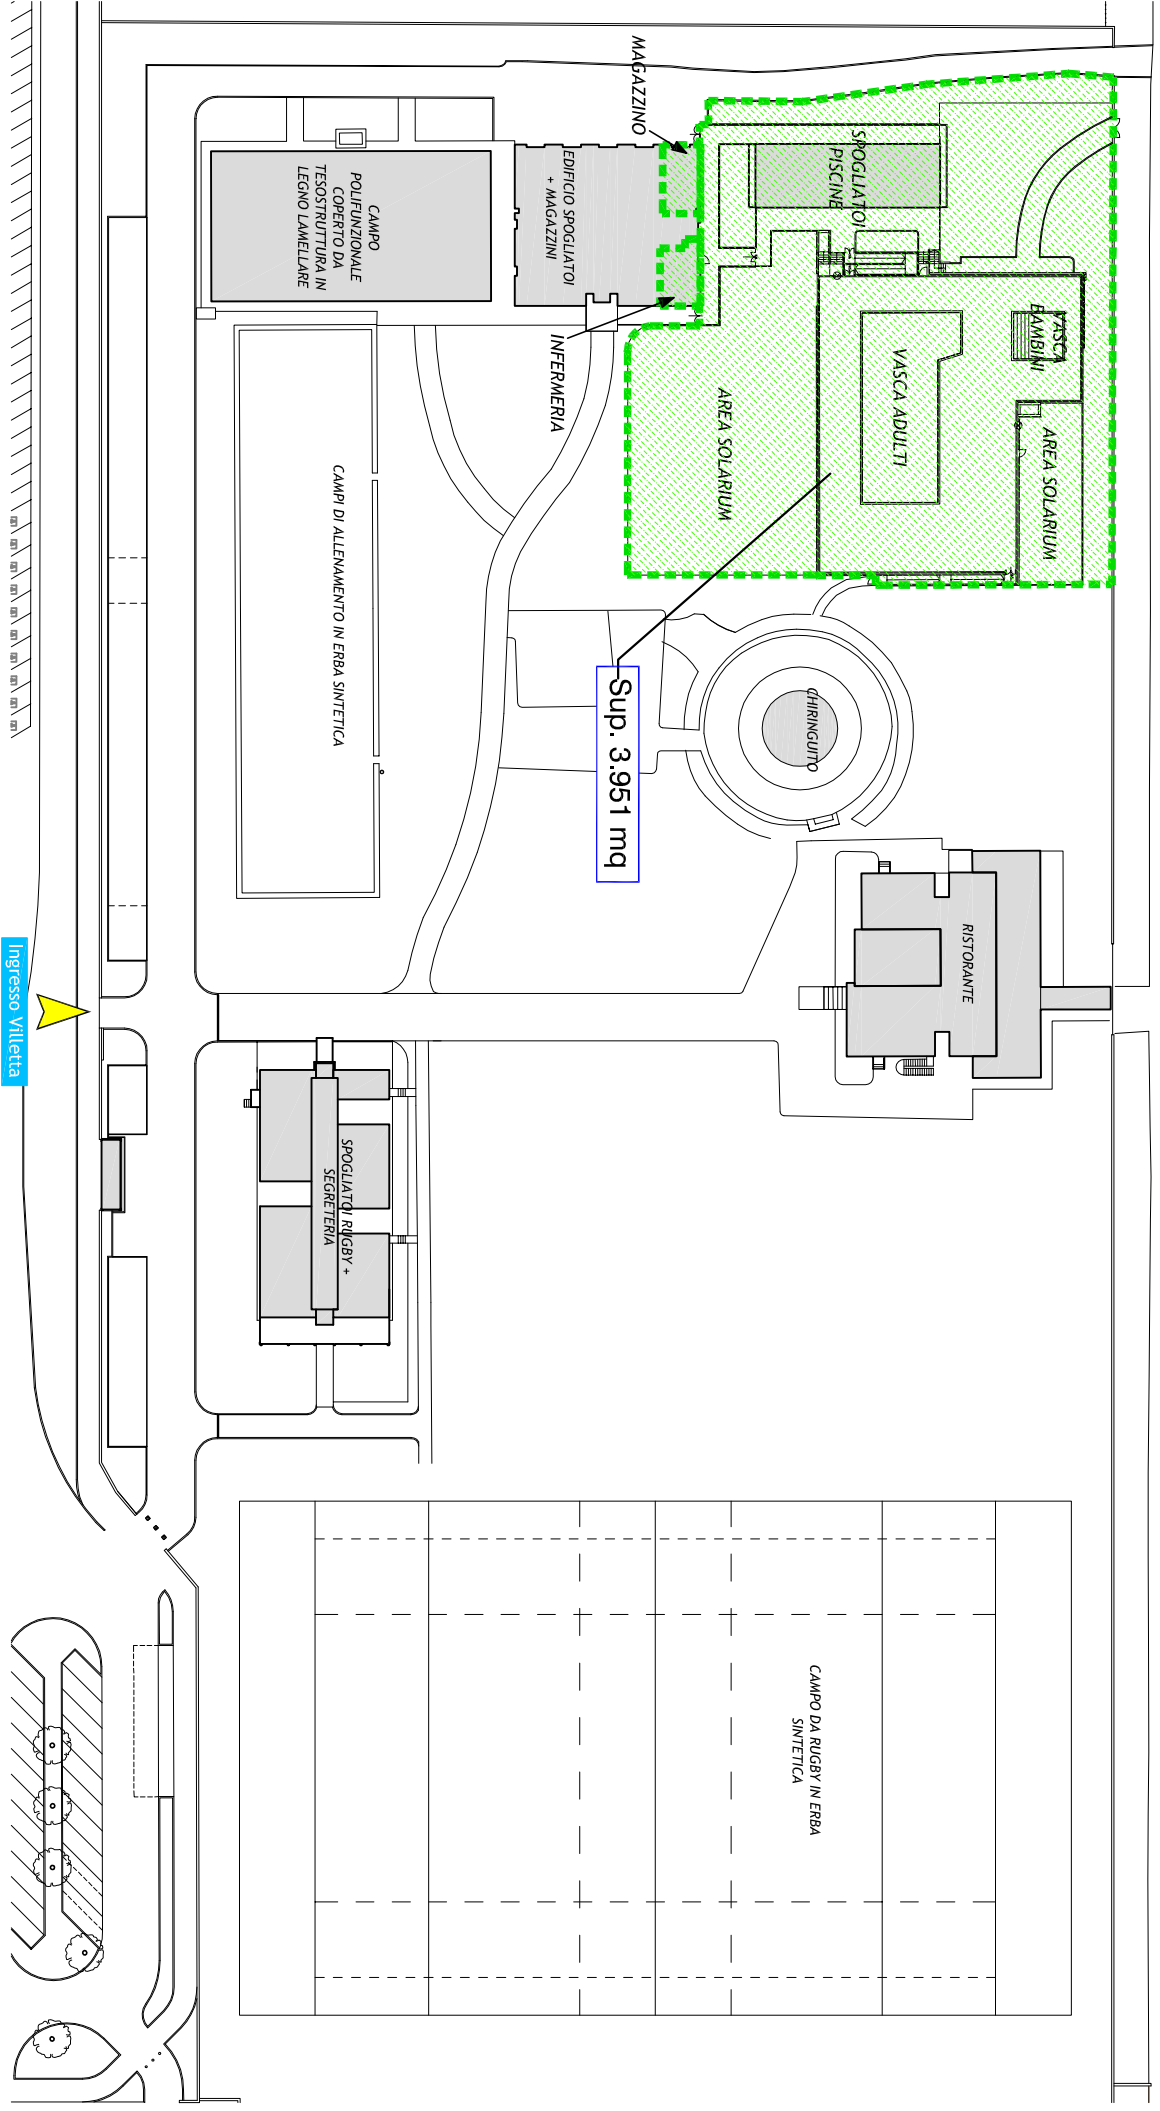 MAGAZZINO
SPOGLIATOI
PISCINE
EDIFICIO SPOGLIATOI
+ MAGAZZINI
CAMPO
POLIFUNZIONALE
COPERTO DA
TESOSTRUTTURA IN
LEGNO LAMELLARE
INFERMERIA
VASCA
BAMBINI
VASCA ADULTI
AREA SOLARIUM
AREA SOLARIUM
CAMPI DI ALLENAMENTO IN ERBA SINTETICA
Sup. 3.951 mq
CHIRINGUITO
RISTORANTE
Ingresso Villetta
SPOGLIATOI RUGBY +
SEGRETERIA
CAMPO DA RUGBY IN ERBA
SINTETICA